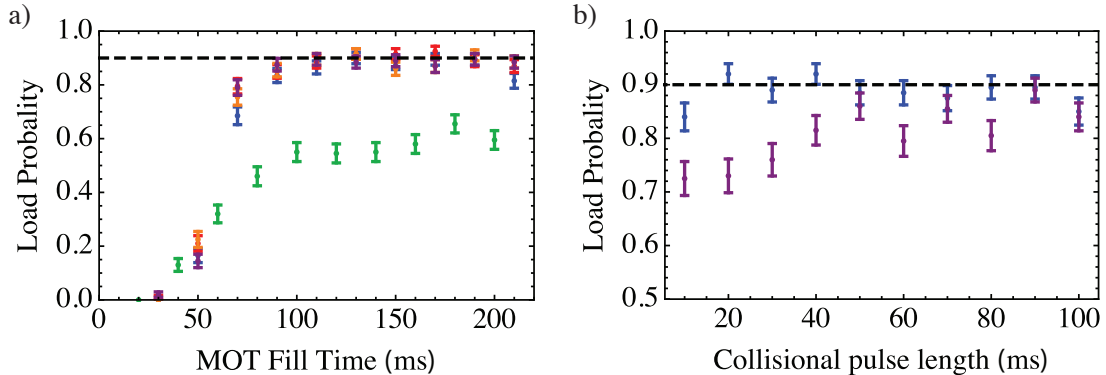 a)
Load Probality
1.0
0.8
0.6
0.4
0.2
0.0
0 50 100 150 200
MOT Fill Time (ms)
b)
Load Probality
1.0
0.9
0.8
0.7
0.6
0.5
20 40 60 80 100
Collisional pulse length (ms)